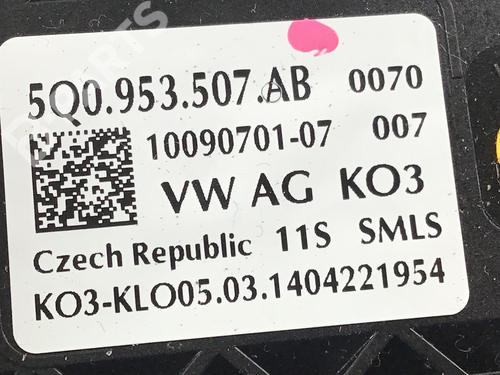 5Q0.953.507.AB 0070
10090701-07 007
VW AG KO3
Czech Republic 11S SMLS
KO3-KLO05.03.1404221954